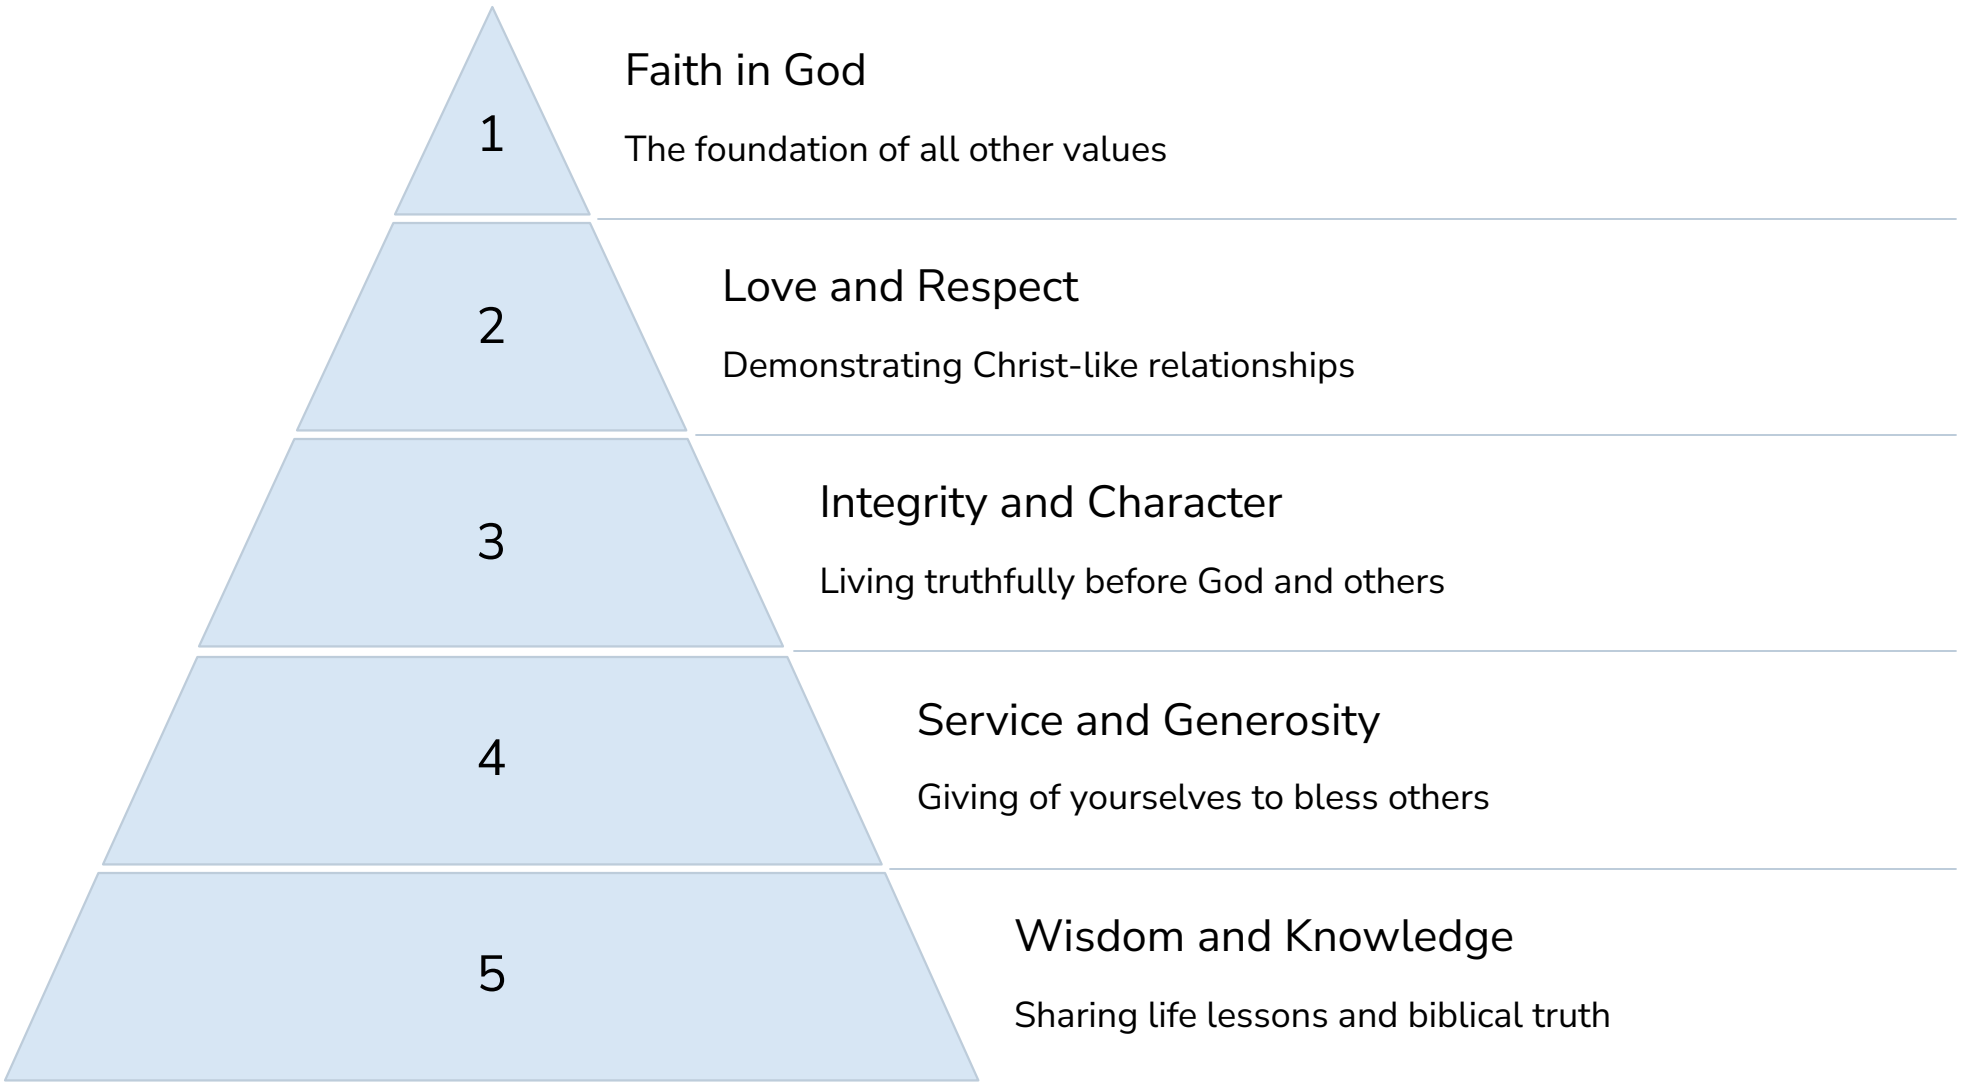 1
Faith in God
The foundation of all other values
2
Love and Respect
Demonstrating Christ-like relationships
3
Integrity and Character
Living truthfully before God and others
4
Service and Generosity
Giving of yourselves to bless others
5
Wisdom and Knowledge
Sharing life lessons and biblical truth